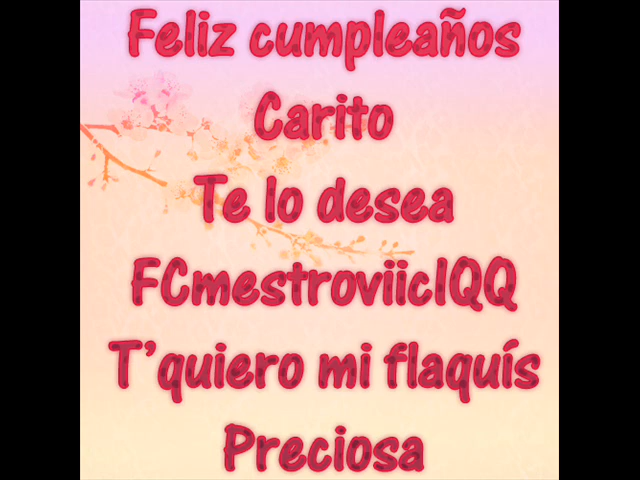 Feliz cumpleaños
Carito
Te lo desea
FCmestroviiclQQ
T'quiero mi flaquís
Preciosa